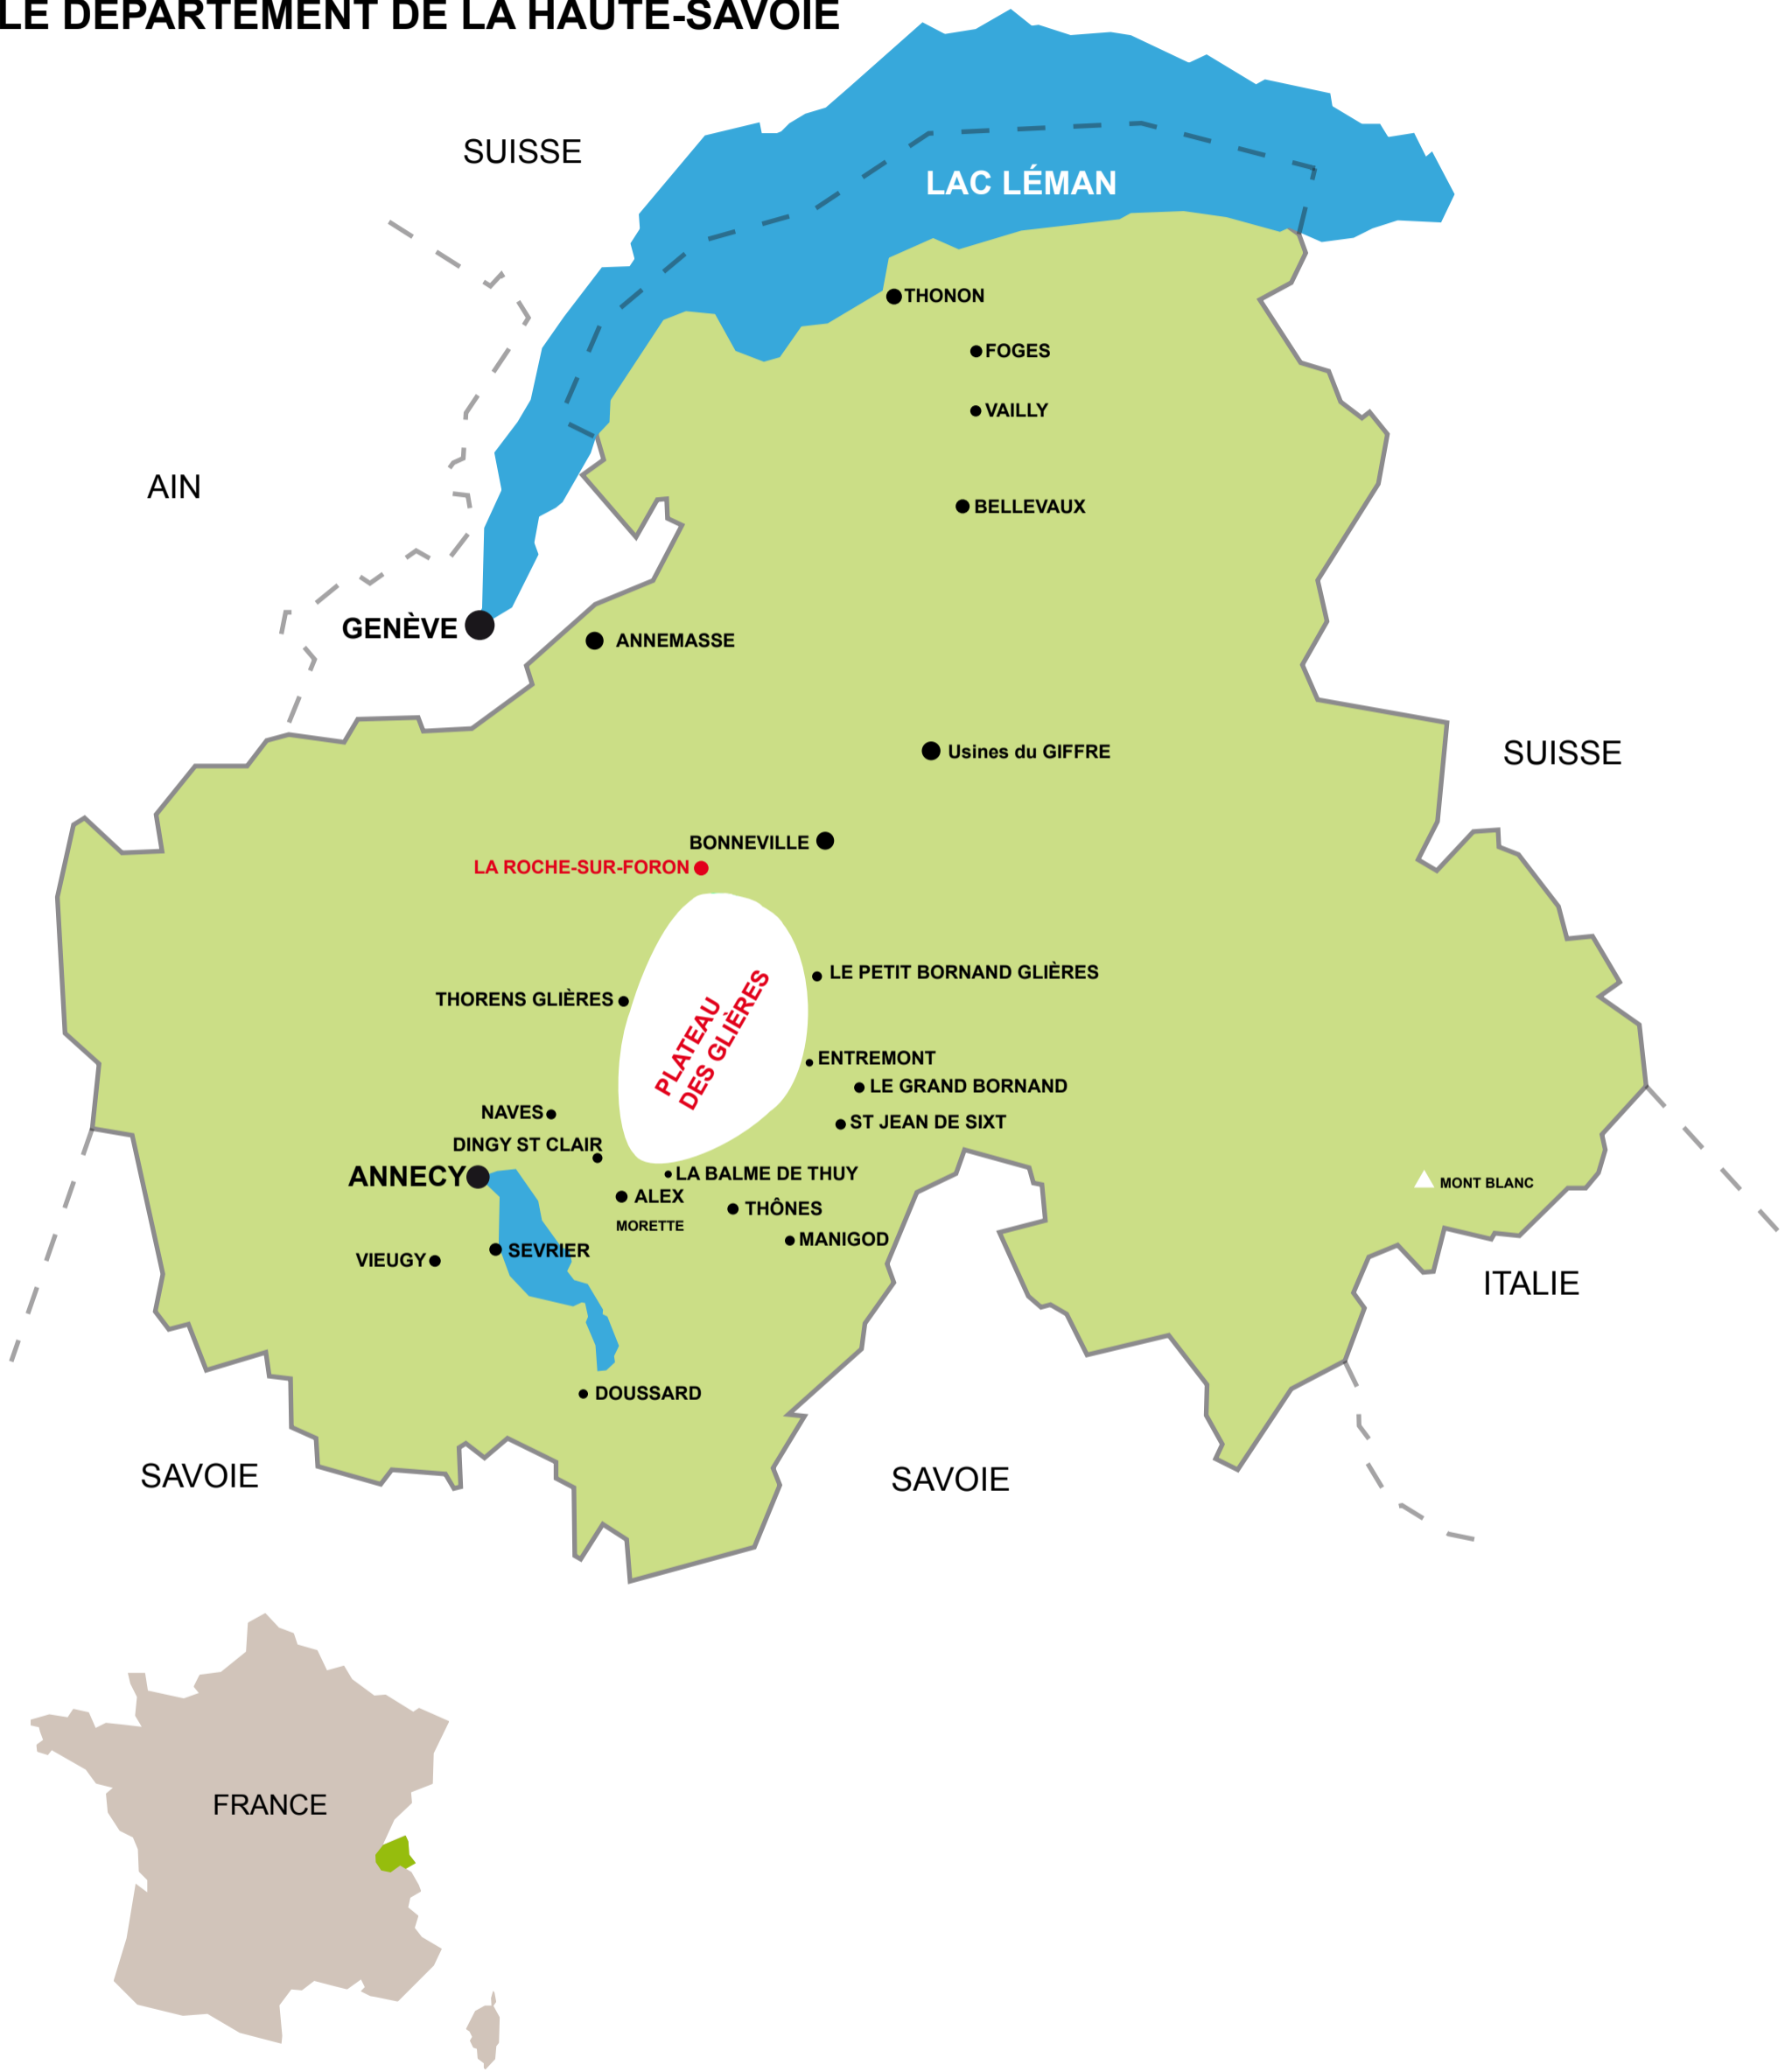 LE DEPARTEMENT DE LA HAUTE-SAVOIE
SUISSE
LAC LÉMAN
THONON
FOGES
VAILLY
AIN
BELLEVAUX
GENÈVE
ANNEMASSE
Usines du GIFFRE
SUISSE
BONNEVILLE
LA ROCHE-SUR-FORON
LE PETIT BORNAND GLIÈRES
THORENS GLIÈRES
PLATEAU
DES GLIÈRES
ENTREMONT
LE GRAND BORNAND
NAVES
ST JEAN DE SIXT
DINGY ST CLAIR
ANNECY
LA BALME DE THUY
MONT BLANC
ALEX
THÔNES
MORETTE
MANIGOD
SEVRIER
VIEUGY
ITALIE
DOUSSARD
SAVOIE
SAVOIE
FRANCE